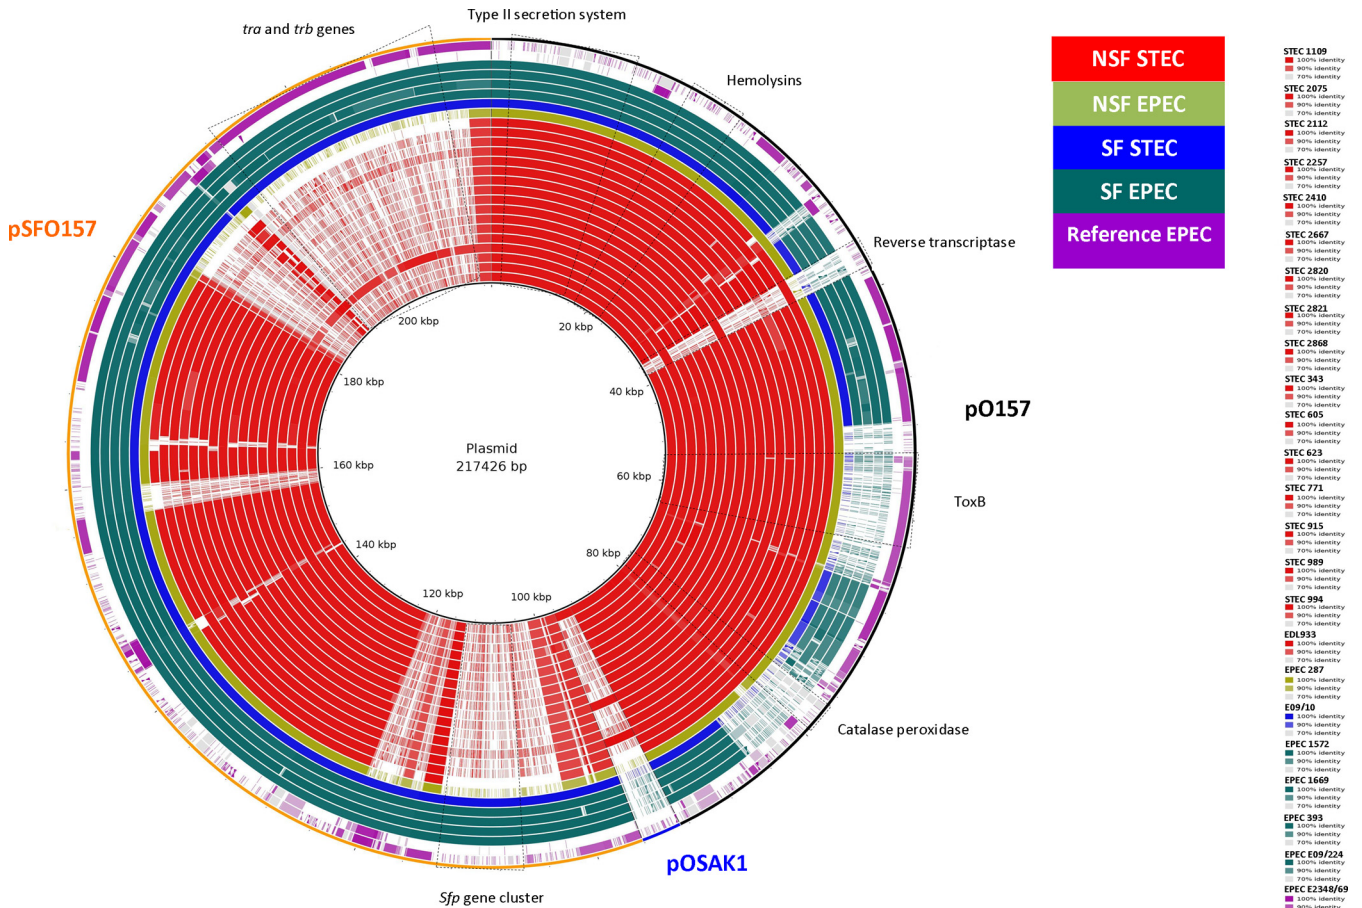 Type II secretion system
tra and trb genes
Hemolysins
Reverse transcriptase
pSFO157
pO157
ToxB
Catalase peroxidase
pOSAK1
Sfp gene cluster
Plasmid
217426 bp
20 kbp
40 kbp
60 kbp
80 kbp
100 kbp
120 kbp
140 kbp
160 kbp
180 kbp
200 kbp
NSF STEC
NSF EPEC
SF STEC
SF EPEC
Reference EPEC
STEC 1109
100% identity
90% identity
70% identity
STEC 2075
100% identity
90% identity
70% identity
STEC 2112
100% identity
90% identity
70% identity
STEC 2257
100% identity
90% identity
70% identity
STEC 2410
100% identity
90% identity
70% identity
STEC 2667
100% identity
90% identity
70% identity
STEC 2820
100% identity
90% identity
70% identity
STEC 2821
100% identity
90% identity
70% identity
STEC 2868
100% identity
90% identity
70% identity
STEC 343
100% identity
90% identity
70% identity
STEC 605
100% identity
90% identity
70% identity
STEC 623
100% identity
90% identity
70% identity
STEC 771
100% identity
90% identity
70% identity
STEC 915
100% identity
90% identity
70% identity
STEC 989
100% identity
90% identity
70% identity
STEC 994
100% identity
90% identity
70% identity
EDL933
100% identity
90% identity
70% identity
EPEC 287
100% identity
90% identity
70% identity
E09/10
100% identity
90% identity
70% identity
EPEC 1572
100% identity
90% identity
70% identity
EPEC 1669
100% identity
90% identity
70% identity
EPEC 393
100% identity
90% identity
70% identity
EPEC E09/224
100% identity
90% identity
70% identity
EPEC E2348/69
100% identity
90% identity